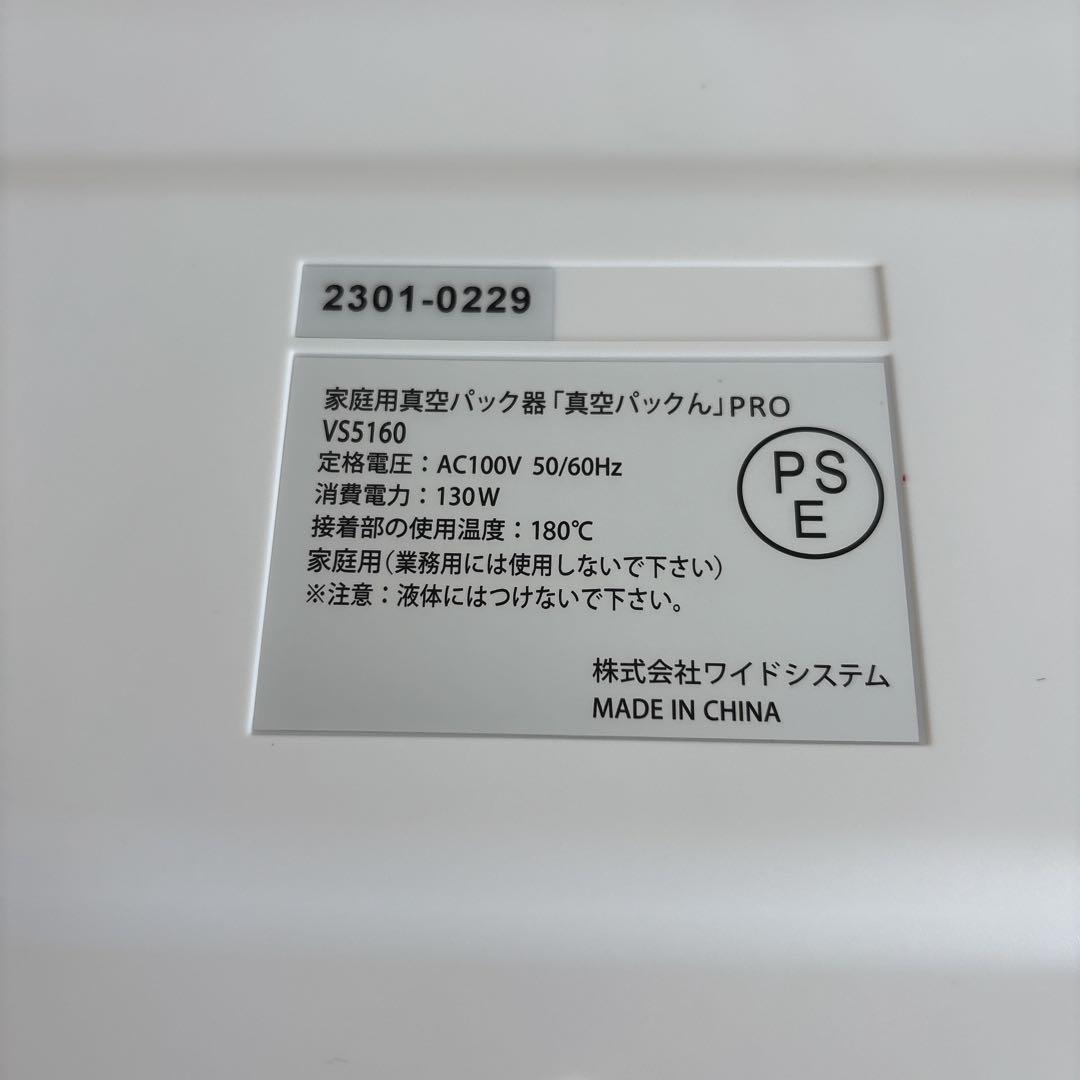 2301-0229
家庭用真空パック器「真空パックん」PRO
VS5160
定格電圧：AC100V 50/60Hz
消費電力：130W
接着部の使用温度：180℃
家庭用（業務用には使用しないで下さい）
※注意：液体にはつけないで下さい。
PS
E
株式会社ワイドシステム
MADE IN CHINA